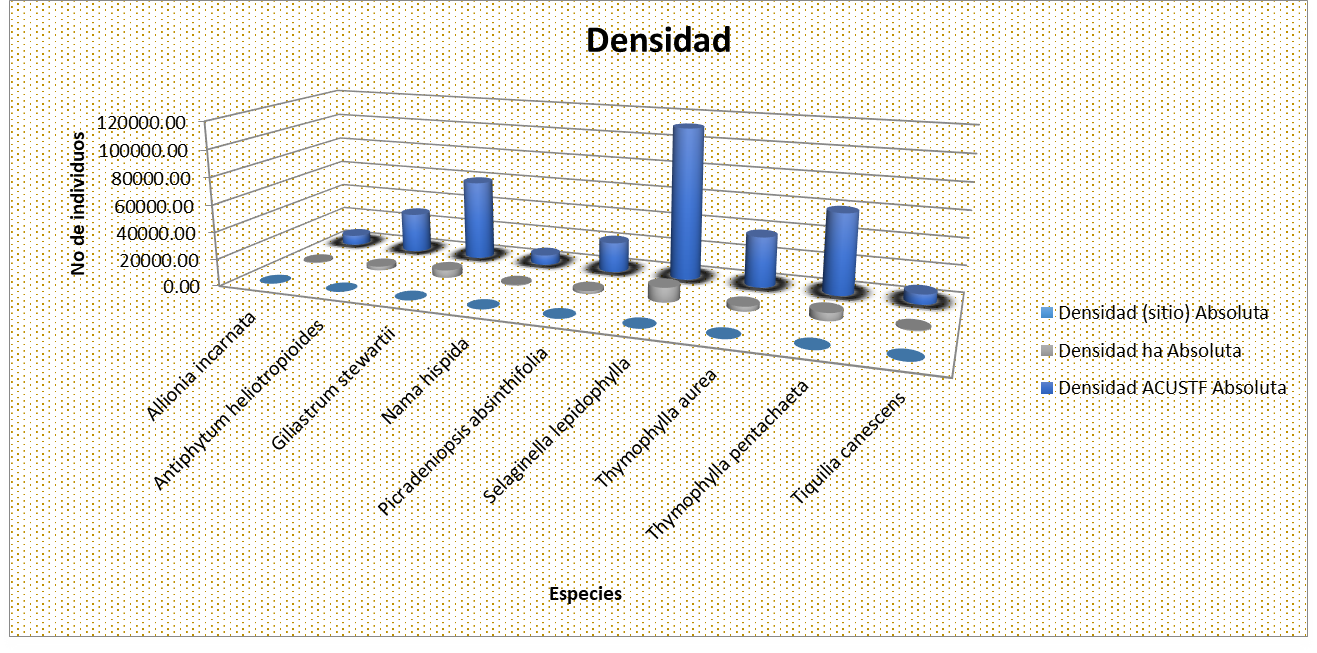 Densidad
No de individuos
120000.00
100000.00
80000.00
60000.00
40000.00
20000.00
0.00
Allionia incarnata
Antiphytum heliotropioides
Giliastrum stewartii
Nama hispida
Picradeniopsis absinthifolia
Selaginella lepidophylla
Thymophylla aurea
Thymophylla pentachaeta
Tiquilia canescens
Especies
Densidad (sitio) Absoluta
Densidad ha Absoluta
Densidad ACUSTF Absoluta